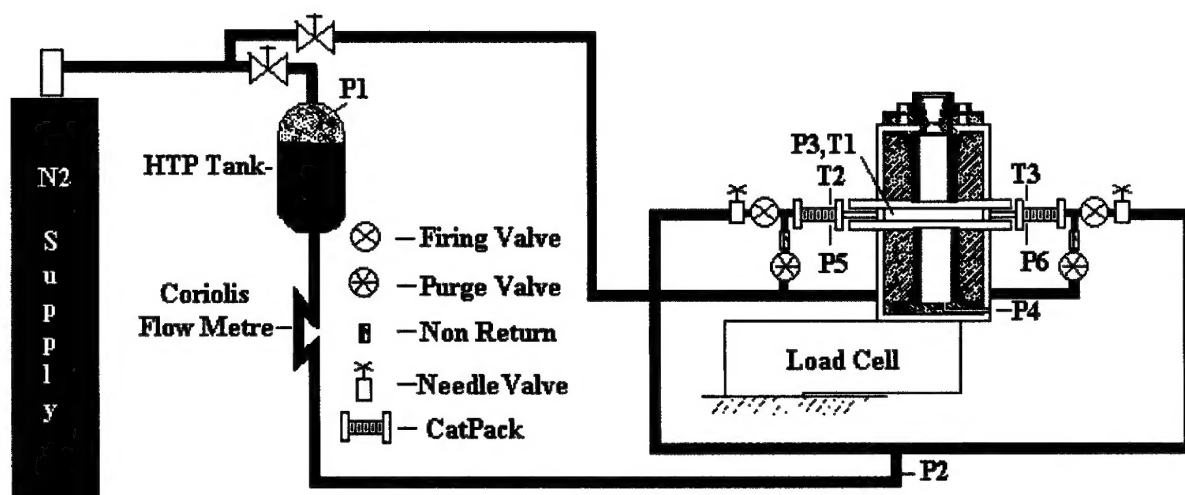 N2
Supply
P1
HTP Tank
Coriolis
Flow Metre
Firing Valve
Purge Valve
Non Return
Needle Valve
CatPack
P3,T1
T2
T3
P5
P6
P4
Load Cell
P2